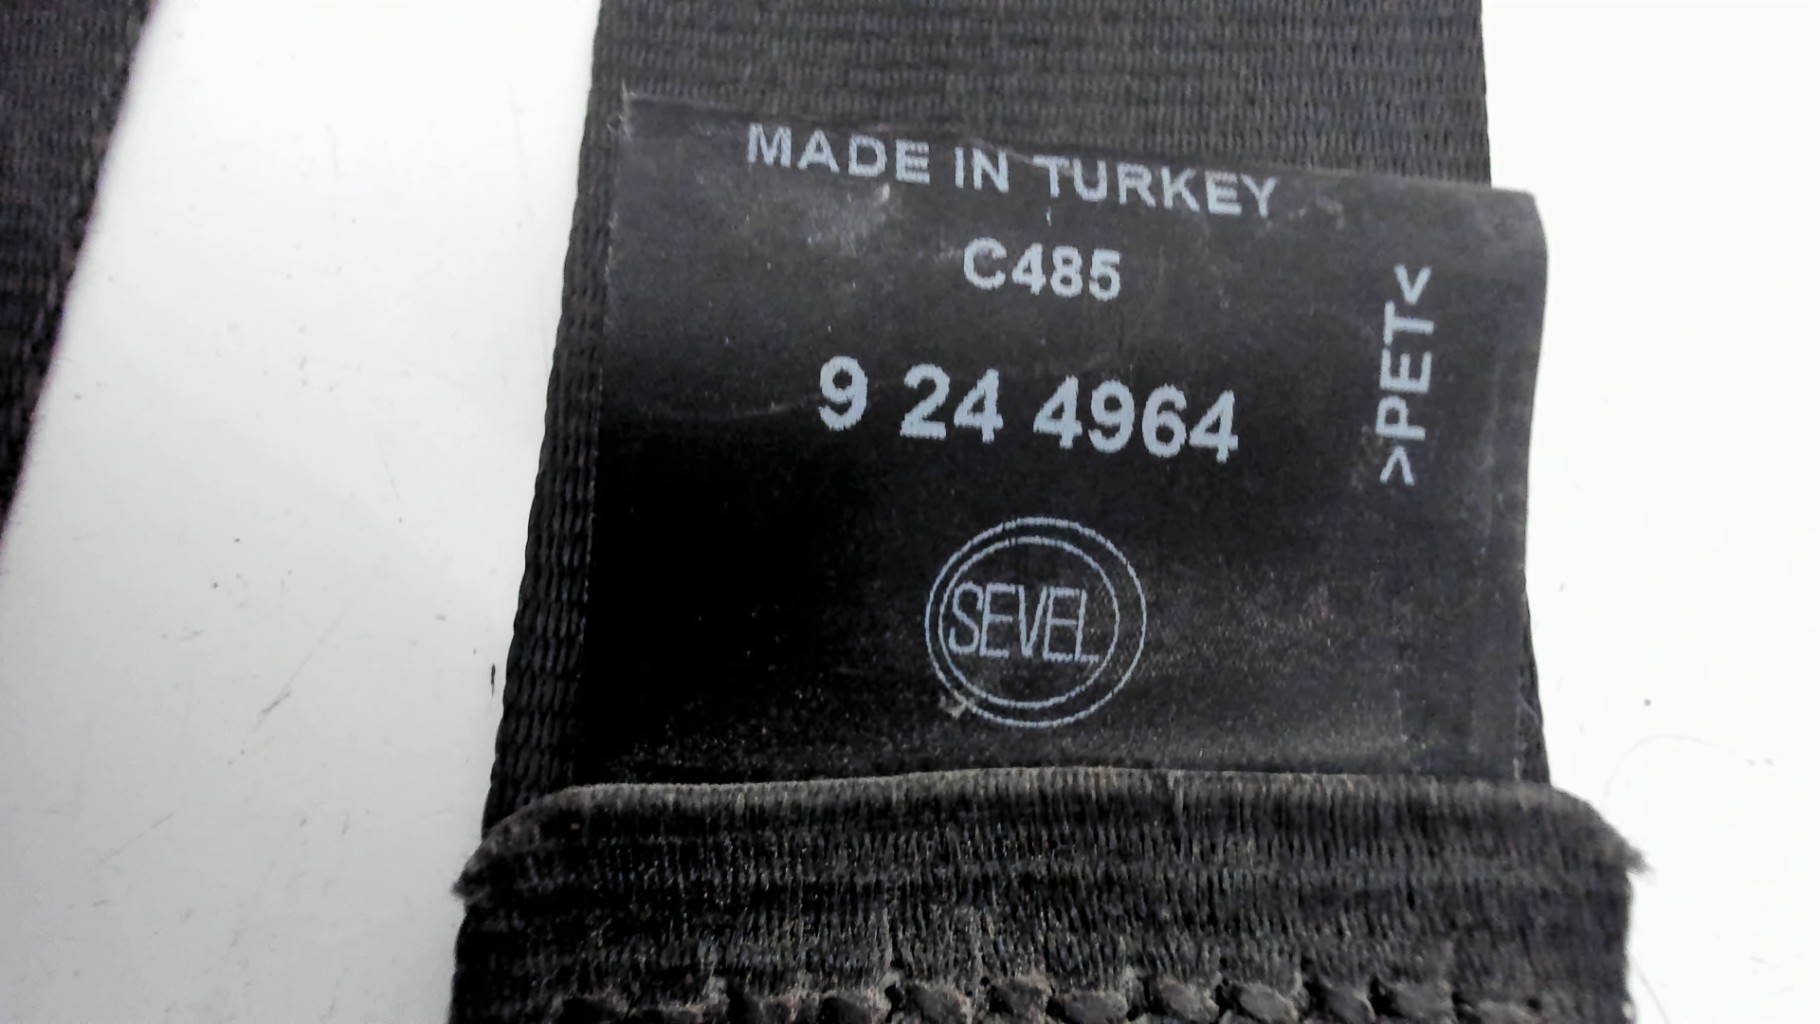 MADE IN TURKEY
C485
9 24 4964
>PET<
SEVEL